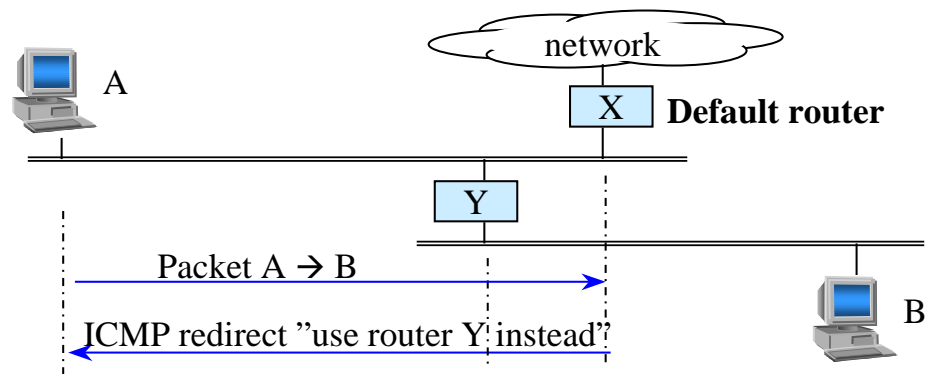 network
A
X Default router
Y
Packet A → B
B
ICMP redirect ”use router Y instead”